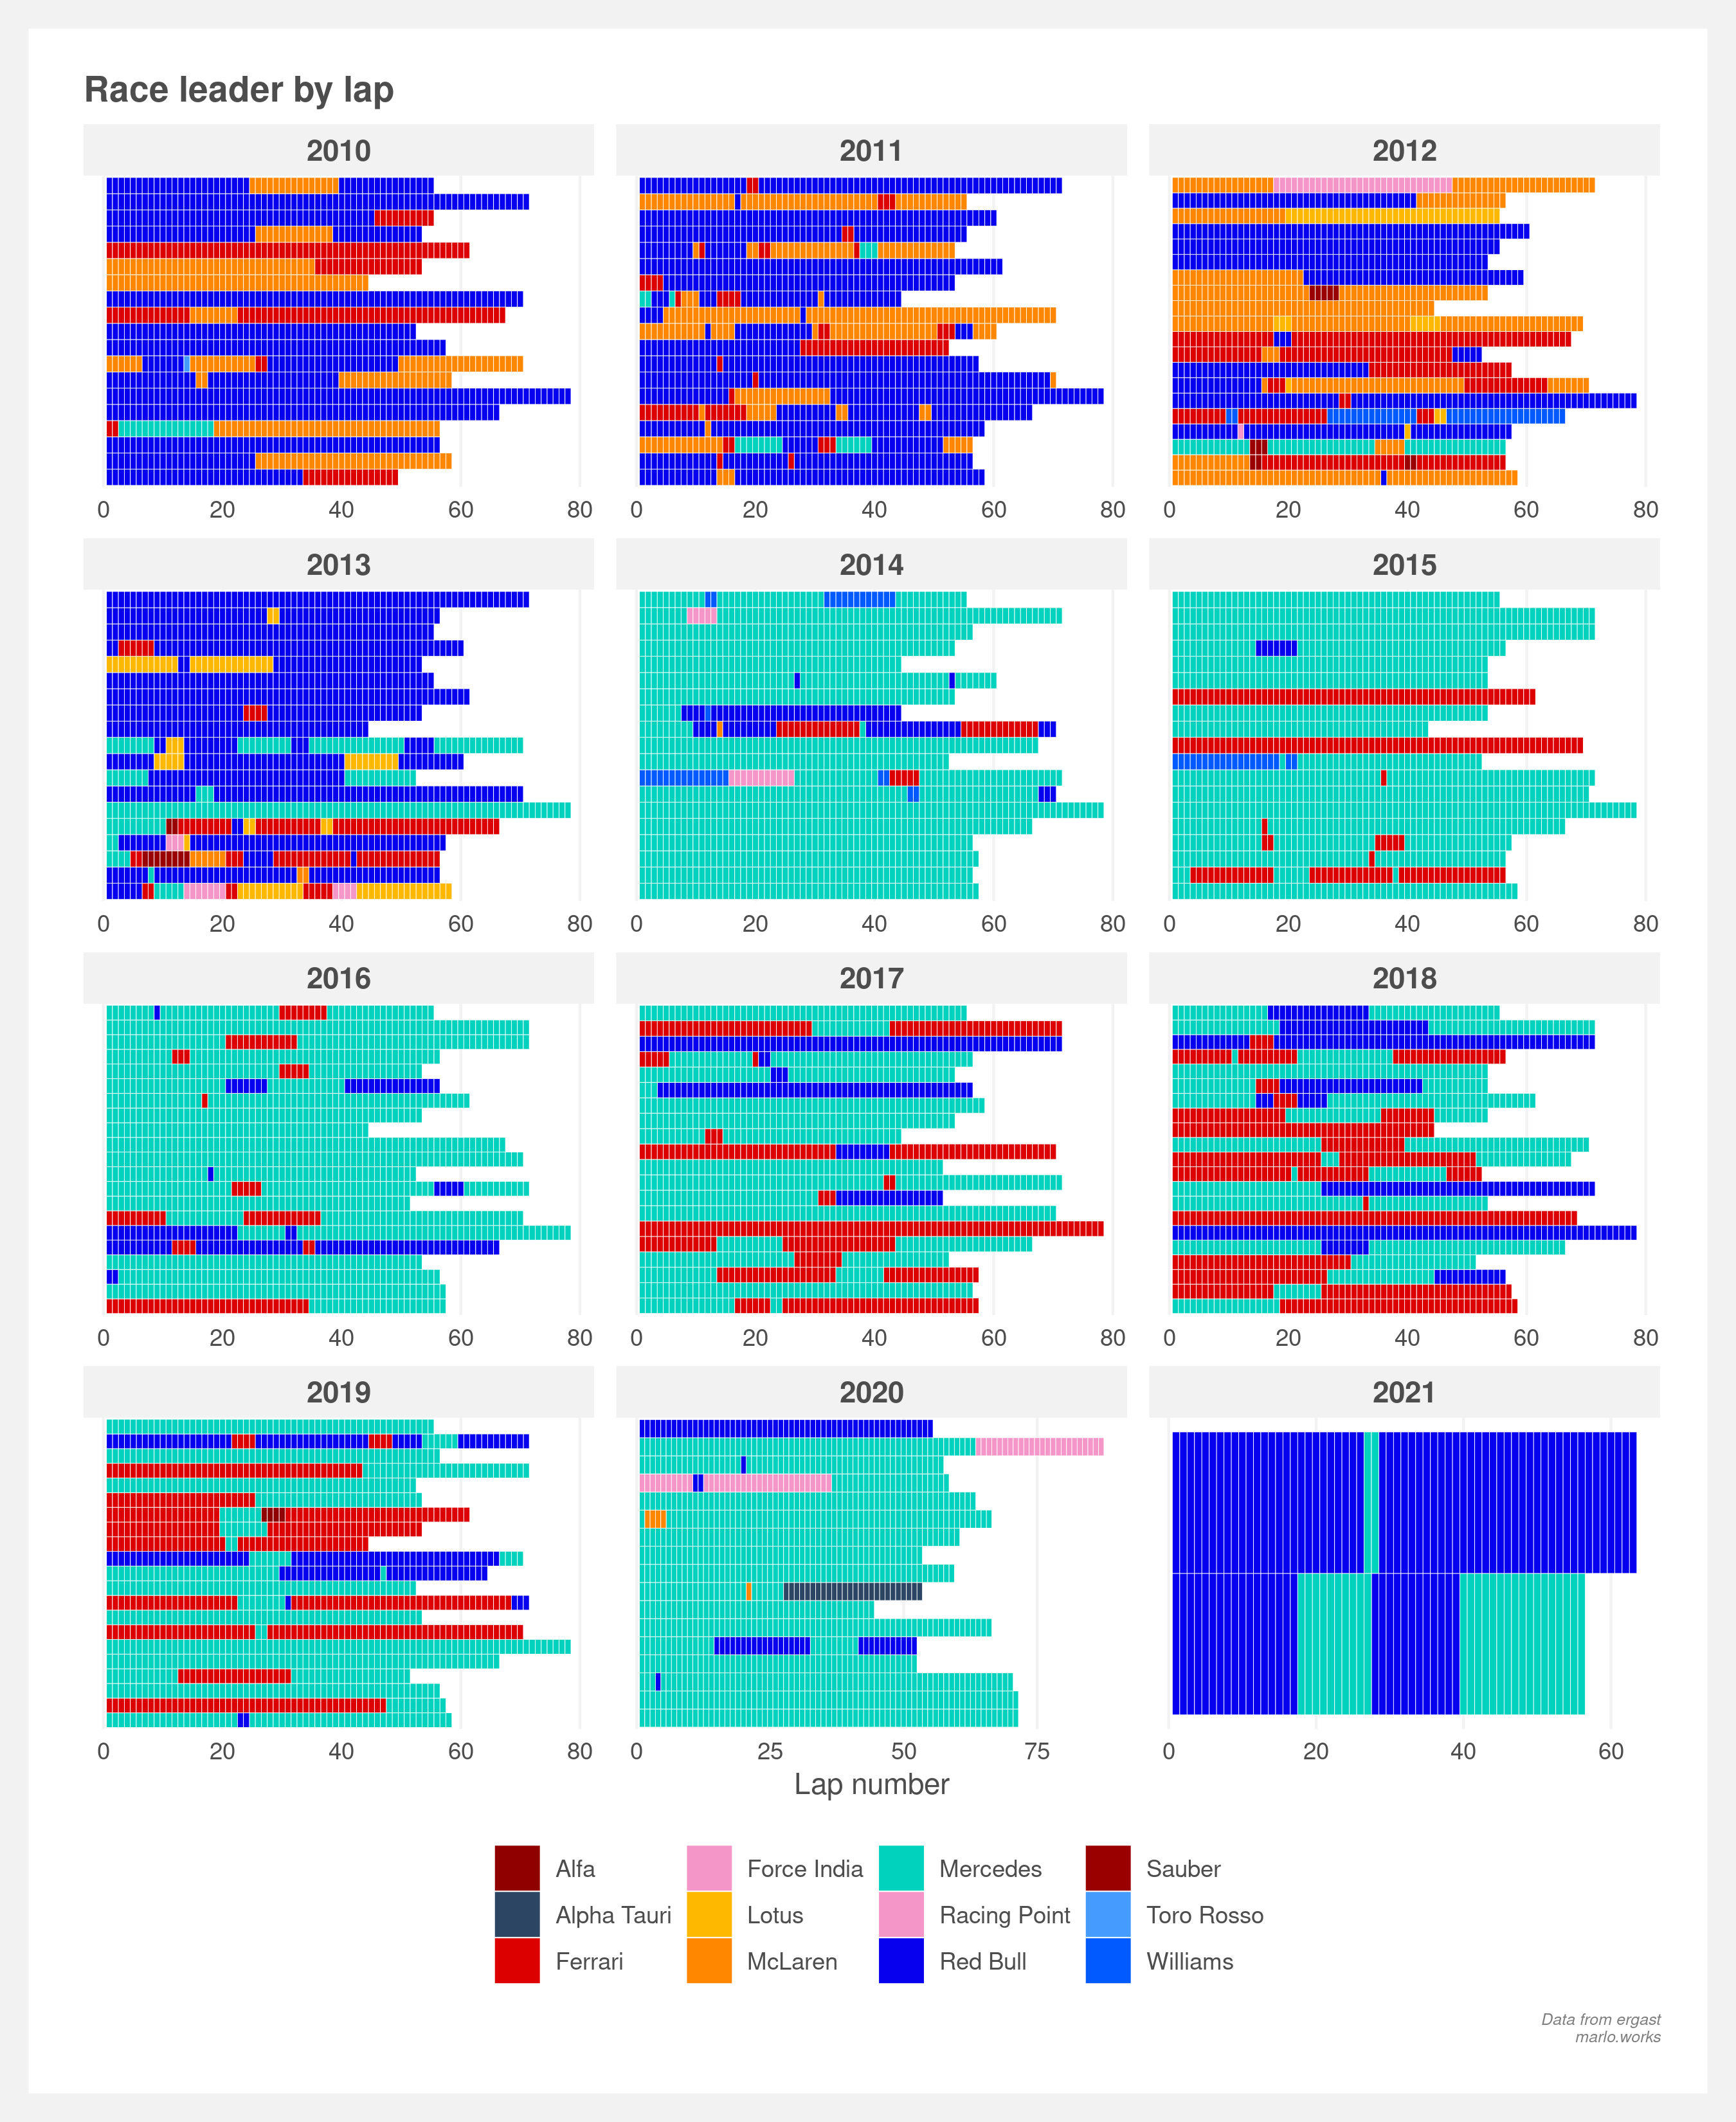 Race leader by lap
2010 2011 2012
0 20 40 60 80 0 20 40 60 80 0 20 40 60 80
2013 2014 2015
0 20 40 60 80 0 20 40 60 80 0 20 40 60 80
2016 2017 2018
0 20 40 60 80 0 20 40 60 80 0 20 40 60 80
2019 2020 2021
0 20 40 60 80 0 25 50 75 0 20 40 60
Lap number
Alfa Force India Mercedes Sauber
Alpha Tauri Lotus Racing Point Toro Rosso
Ferrari McLaren Red Bull Williams
Data from ergast
marlo.works